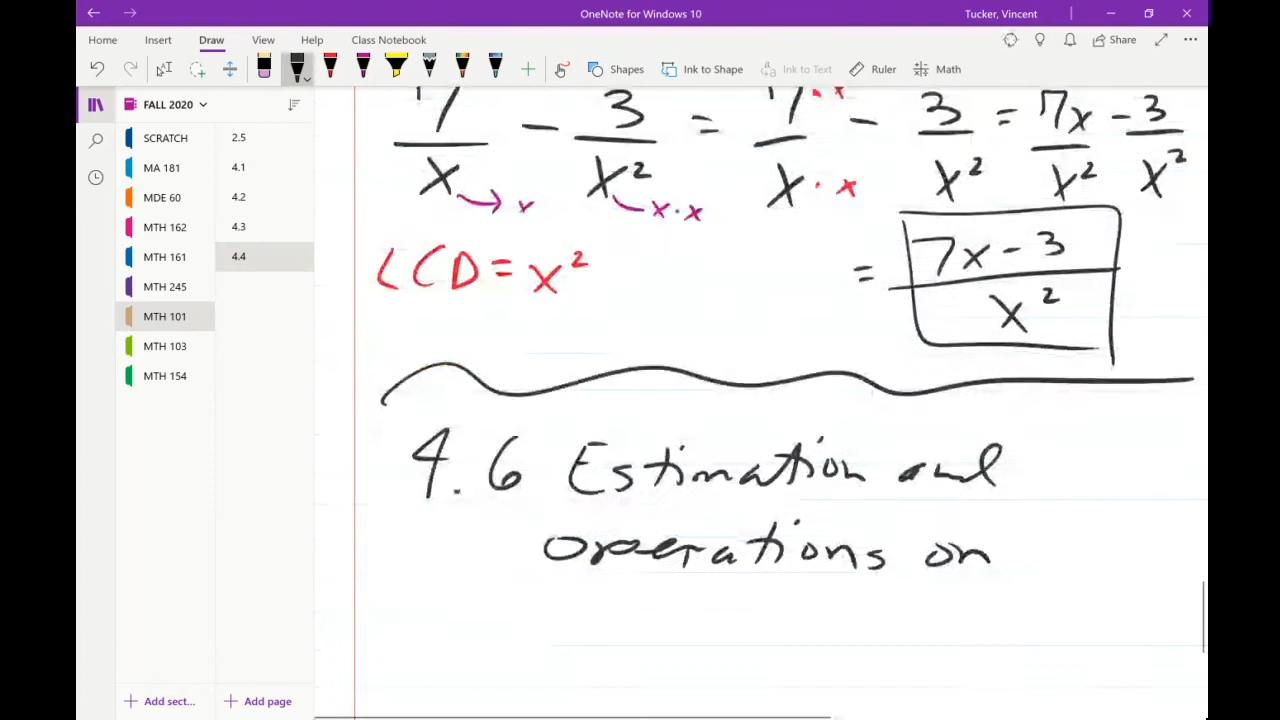 OneNote for Windows 10
Tucker, Vincent
Home Insert Draw View Help Class Notebook
Share
Shapes Ink to Shape Ink to Text Ruler Math
FALL 2020
SCRATCH
MA 181
MDE 60
MTH 162
MTH 161
MTH 245
MTH 101
MTH 103
MTH 154
2.5
4.1
4.2
4.3
4.4
Add sect...
Add page
7/x - 3/x² = 7·x/x·x - 3/x² = 7x/x² - 3/x²
→ x x·x
LCD = x²
= 7x - 3/x²
4.6 Estimation and
Operations on